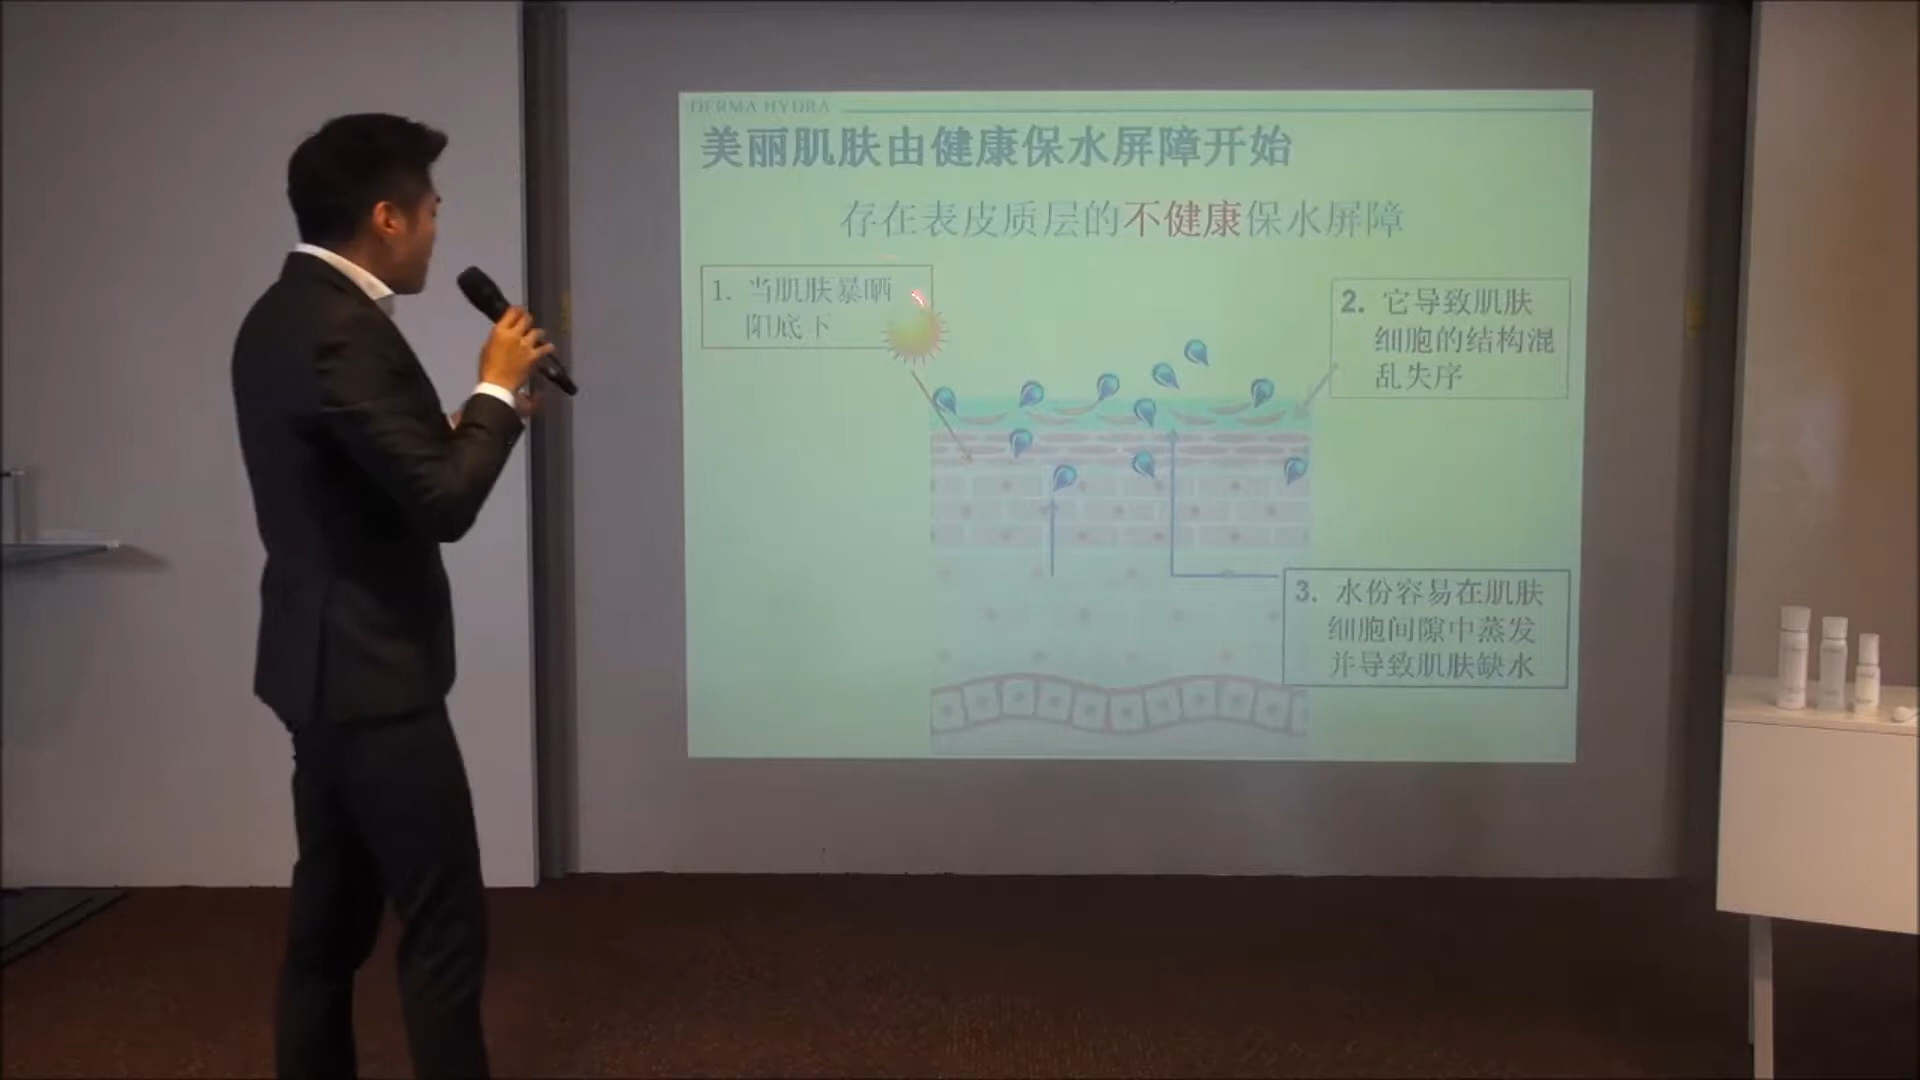 DERMA HYDRA
美丽肌肤由健康保水屏障开始
存在表皮质层的不健康保水屏障
1. 当肌肤暴晒
阳底下
2. 它导致肌肤
细胞的结构混
乱失序
3. 水份容易在肌肤
细胞间隙中蒸发
并导致肌肤缺水